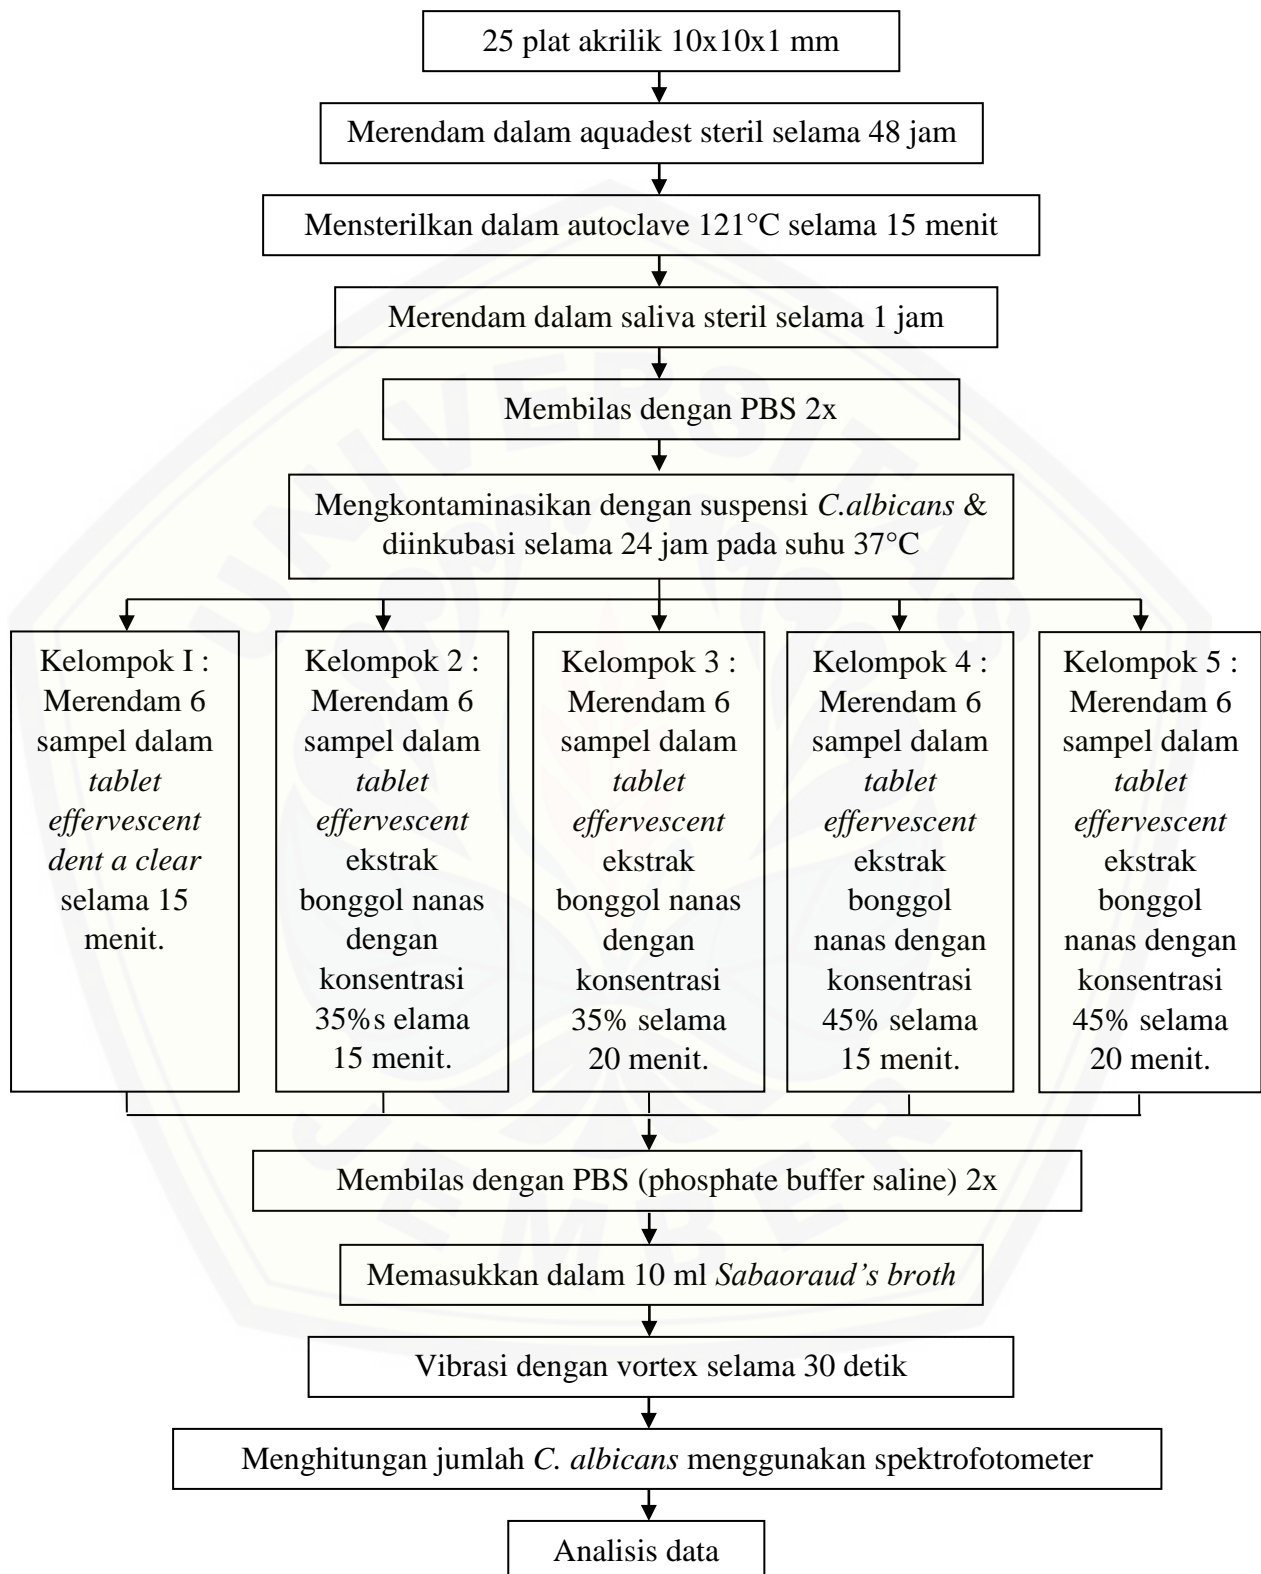 25 plat akrilik 10x10x1 mm
Merendam dalam aquadest steril selama 48 jam
Mensterilkan dalam autoclave 121°C selama 15 menit
Merendam dalam saliva steril selama 1 jam
Membilas dengan PBS 2x
Mengkontaminasikan dengan suspensi C.albicans &
diinkubasi selama 24 jam pada suhu 37°C
Kelompok I :
Merendam 6
sampel dalam
tablet
effervescent
dent a clear
selama 15
menit.
Kelompok 2 :
Merendam 6
sampel dalam
tablet
effervescent
ekstrak
bonggol nanas
dengan
konsentrasi
35%s elama
15 menit.
Kelompok 3 :
Merendam 6
sampel dalam
tablet
effervescent
ekstrak
bonggol nanas
dengan
konsentrasi
35% selama
20 menit.
Kelompok 4 :
Merendam 6
sampel dalam
tablet
effervescent
ekstrak
bonggol
nanas dengan
konsentrasi
45% selama
15 menit.
Kelompok 5 :
Merendam 6
sampel dalam
tablet
effervescent
ekstrak
bonggol
nanas dengan
konsentrasi
45% selama
20 menit.
Membilas dengan PBS (phosphate buffer saline) 2x
Memasukkan dalam 10 ml Sabaoraud's broth
Vibrasi dengan vortex selama 30 detik
Menghitungan jumlah C. albicans menggunakan spektrofotometer
Analisis data
UNIVERSITAS
JEMBER